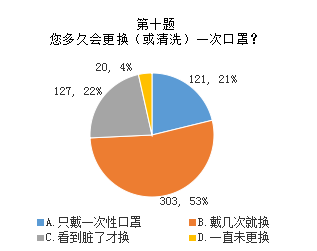 第十题
您多久会更换（或清洗）一次口罩？
20, 4%
121, 21%
127, 22%
303, 53%
A.只戴一次性口罩
B.戴几次就换
C.看到脏了才换
D.一直未更换